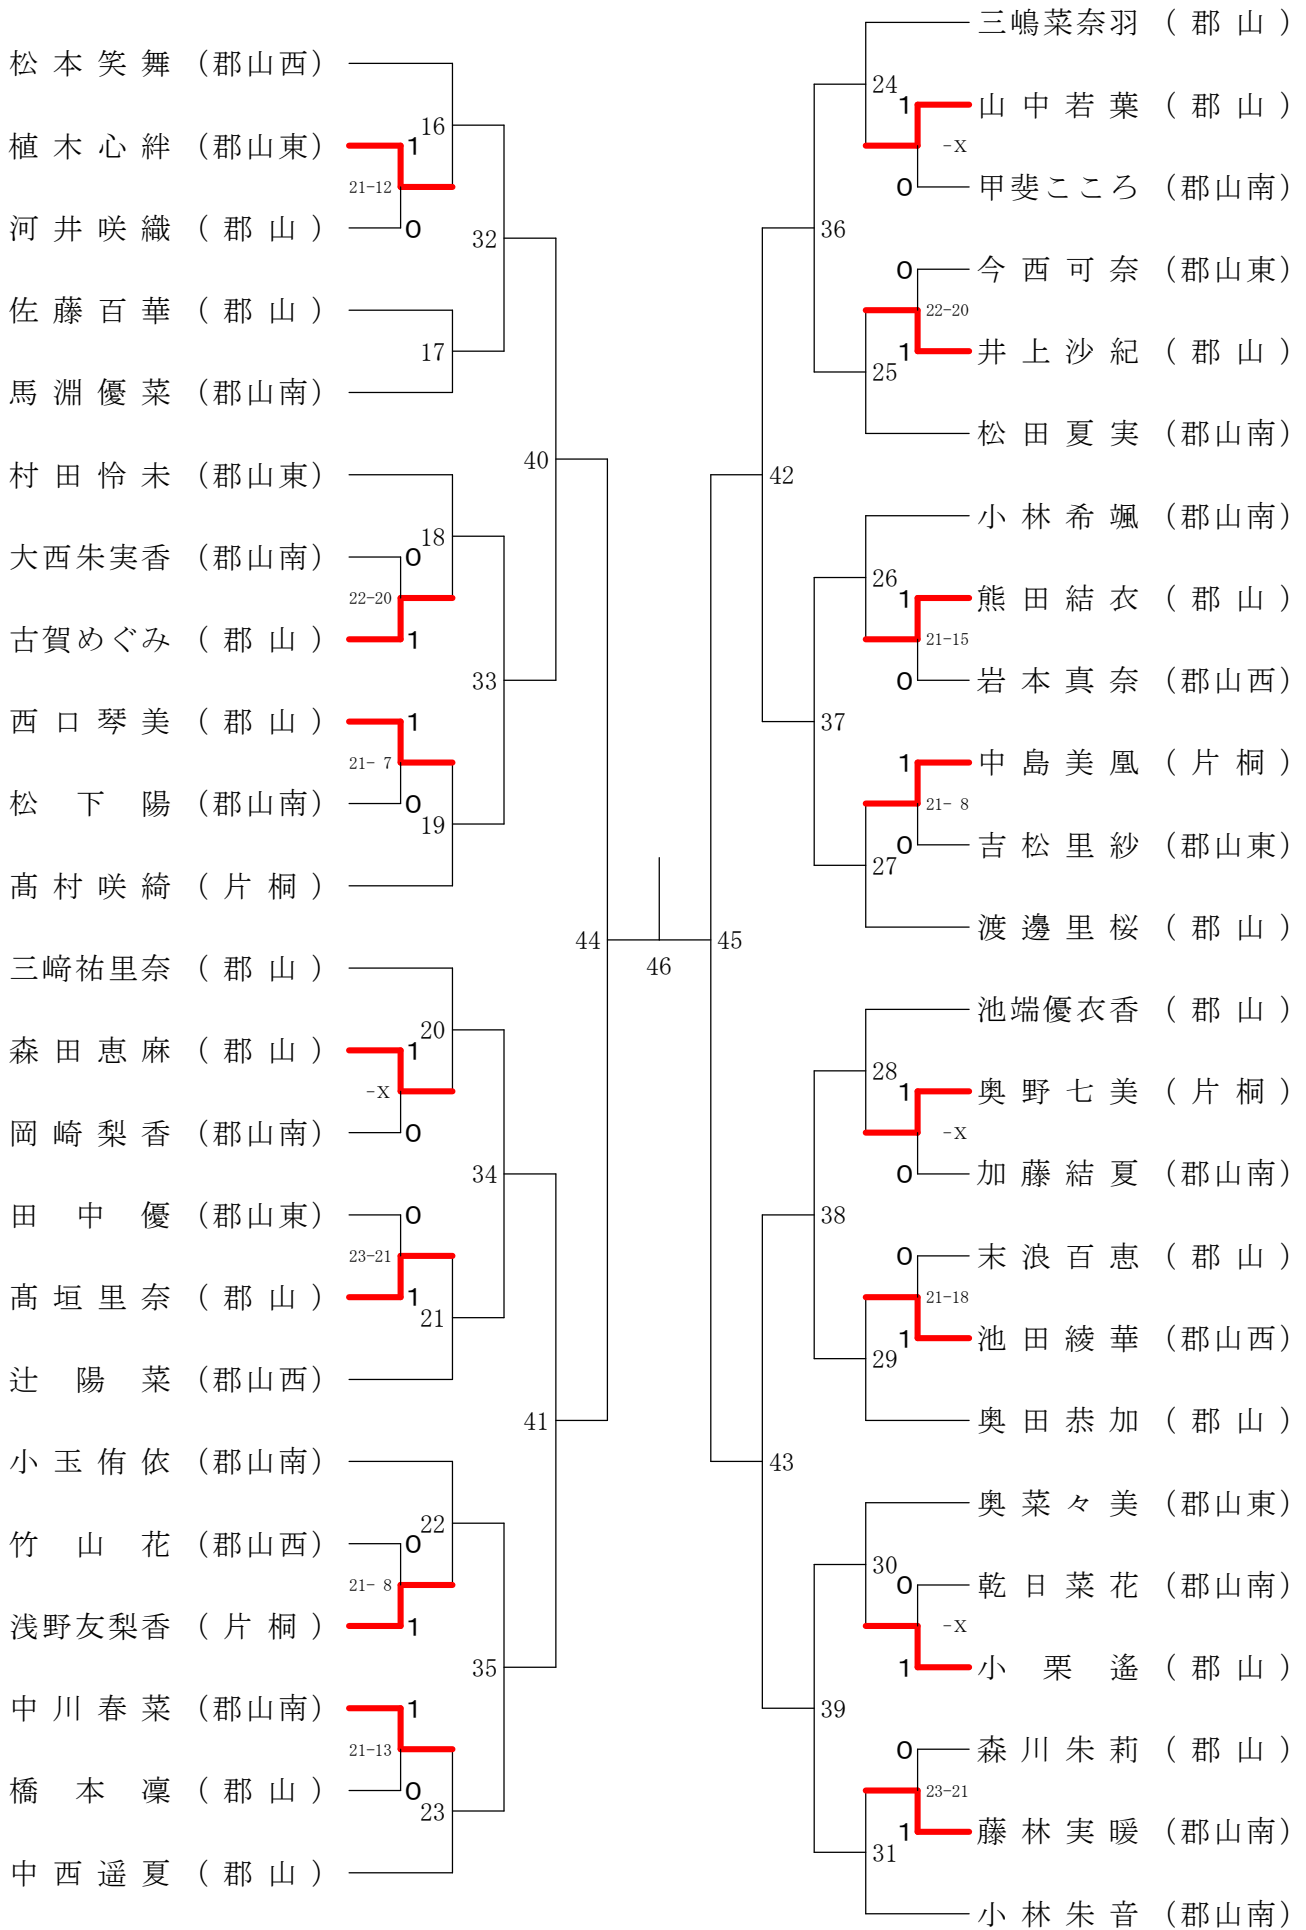 松本笑舞 (郡山西)
16
植木心絆 (郡山東) 1
21-12
河井咲織 (郡山) 0
32
佐藤百華 (郡山)
17
馬淵優菜 (郡山南)
40
村田怜未 (郡山東)
18
大西朱実香 (郡山南) 0
22-20
古賀めぐみ (郡山) 1
33
西口琴美 (郡山) 1
21- 7
松下陽 (郡山南) 0
19
髙村咲綺 (片桐)
44
46
45
三﨑祐里奈 (郡山)
20
森田恵麻 (郡山) 1
-X
岡崎梨香 (郡山南) 0
34
田中優 (郡山東) 0
23-21
髙垣里奈 (郡山) 1
21
辻陽菜 (郡山西)
41
小玉侑依 (郡山南)
22
竹山花 (郡山西) 0
21- 8
浅野友梨香 (片桐) 1
35
中川春菜 (郡山南) 1
21-13
橋本凜 (郡山) 0
23
中西遥夏 (郡山)
三嶋菜奈羽 (郡山)
24
1 山中若葉 (郡山)
-X
0 甲斐こころ (郡山南)
36
0 今西可奈 (郡山東)
22-20
1 井上沙紀 (郡山)
25
松田夏実 (郡山南)
42
小林希颯 (郡山南)
26
1 熊田結衣 (郡山)
21-15
0 岩本真奈 (郡山西)
37
1 中島美凰 (片桐)
21- 8
0 吉松里紗 (郡山東)
27
渡邊里桜 (郡山)
池端優衣香 (郡山)
28
1 奥野七美 (片桐)
-X
0 加藤結夏 (郡山南)
38
0 末浪百恵 (郡山)
21-18
1 池田綾華 (郡山西)
29
奥田恭加 (郡山)
43
奥菜々美 (郡山東)
30
0 乾日菜花 (郡山南)
-X
1 小栗遙 (郡山)
39
0 森川朱莉 (郡山)
23-21
1 藤林実暖 (郡山南)
31
小林朱音 (郡山南)